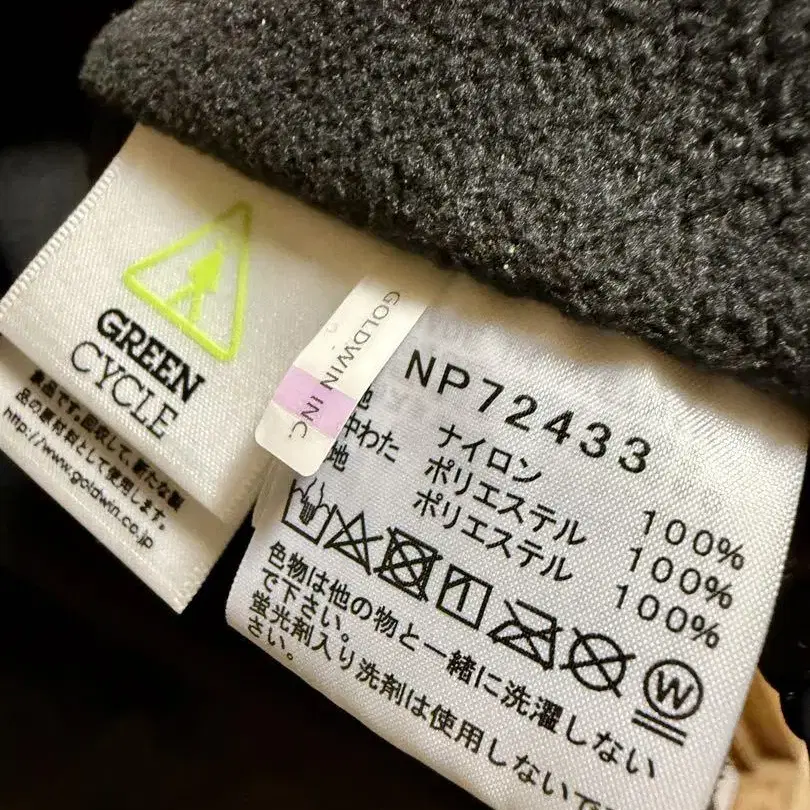 GREEN
CYCLE
製品です。回収して、新たな製
品の原材料として使用します。
http://www.goldwin.co.jp
GOLDWIN INC
NP72433
地 ナイロン 100%
中わた ポリエステル 100%
地 ポリエステル 100%
W
色物は他の物と一緒に洗濯しない
で下さい。
蛍光剤入り洗剤は使用しないで下
さい。